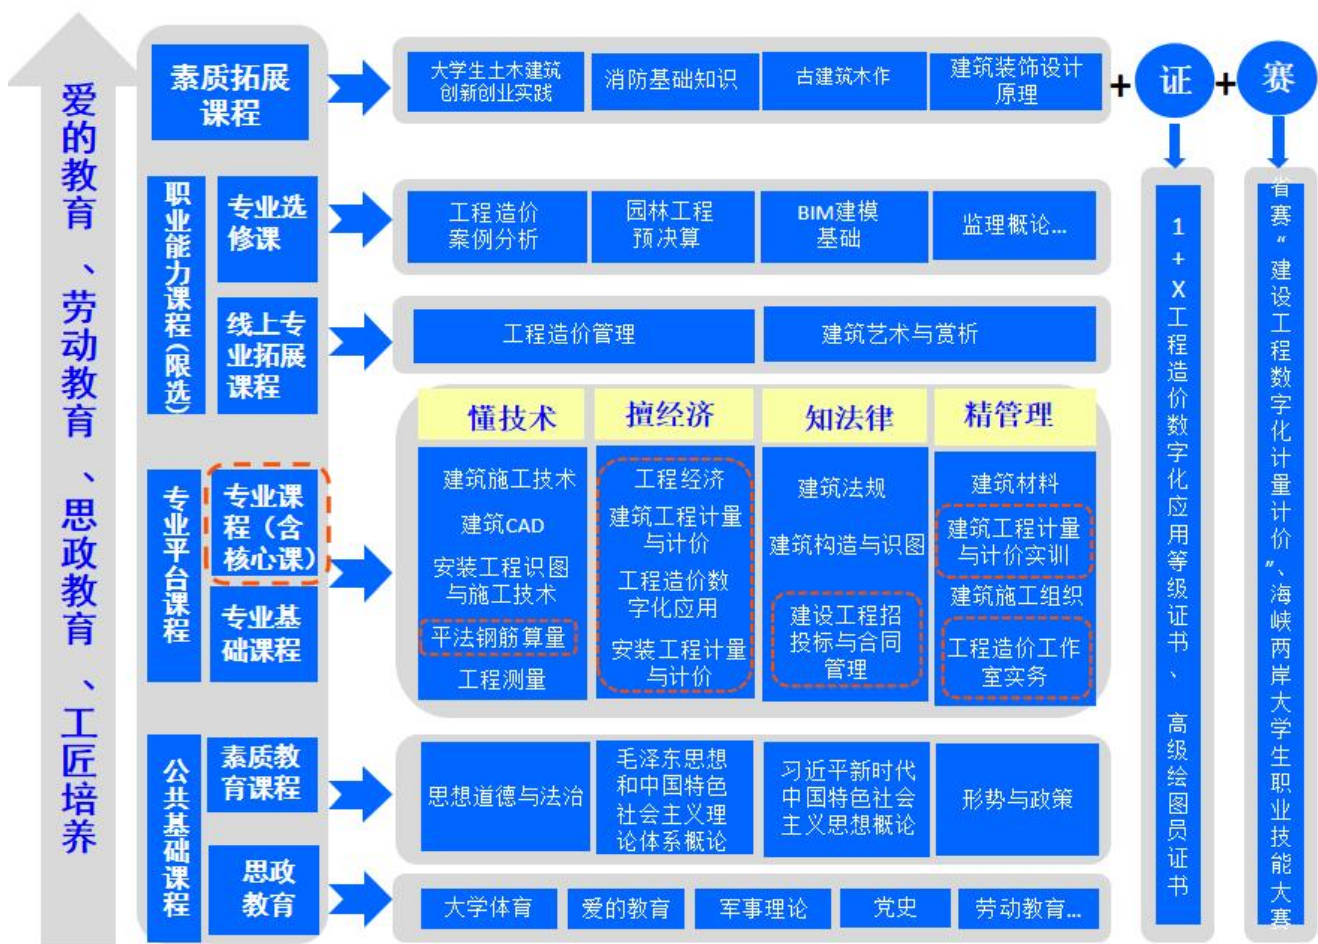 爱的教育、劳动教育、思政教育、工匠培养
素质拓展
课程
大学生土木建筑
创新创业实践
消防基础知识
古建筑木作
建筑装饰设计
原理
+
证
+
赛
职业能力课程(限选)
专业选
修课
工程造价
案例分析
园林工程
预决算
BIM建模
基础
监理概论...
线上专
业拓展
课程
工程造价管理
建筑艺术与赏析
专业平台课程
专业课
程(含
核心课)
专业基
础课程
懂技术
建筑施工技术
建筑CAD
安装工程识图
与施工技术
平法钢筋算量
工程测量
擅经济
工程经济
建筑工程计量
与计价
工程造价数
字化应用
安装工程计量
与计价
知法律
建筑法规
建筑构造与识图
建设工程招
投标与合同
管理
精管理
建筑材料
建筑工程计量
与计价实训
建筑施工组织
工程造价工作
室实务
公共基础课程
素质教
育课程
思想道德与法治
毛泽东思想
和中国特色
社会主义理
论体系概论
习近平新时代
中国特色社会
主义思想概论
形势与政策
思政
教育
大学体育
爱的教育
军事理论
党史
劳动教育...
1+X工程造价数字化应用等级证书、高级绘图员证书
省赛“建设工程数字化计量计价”、海峡两岸大学生职业技能大赛